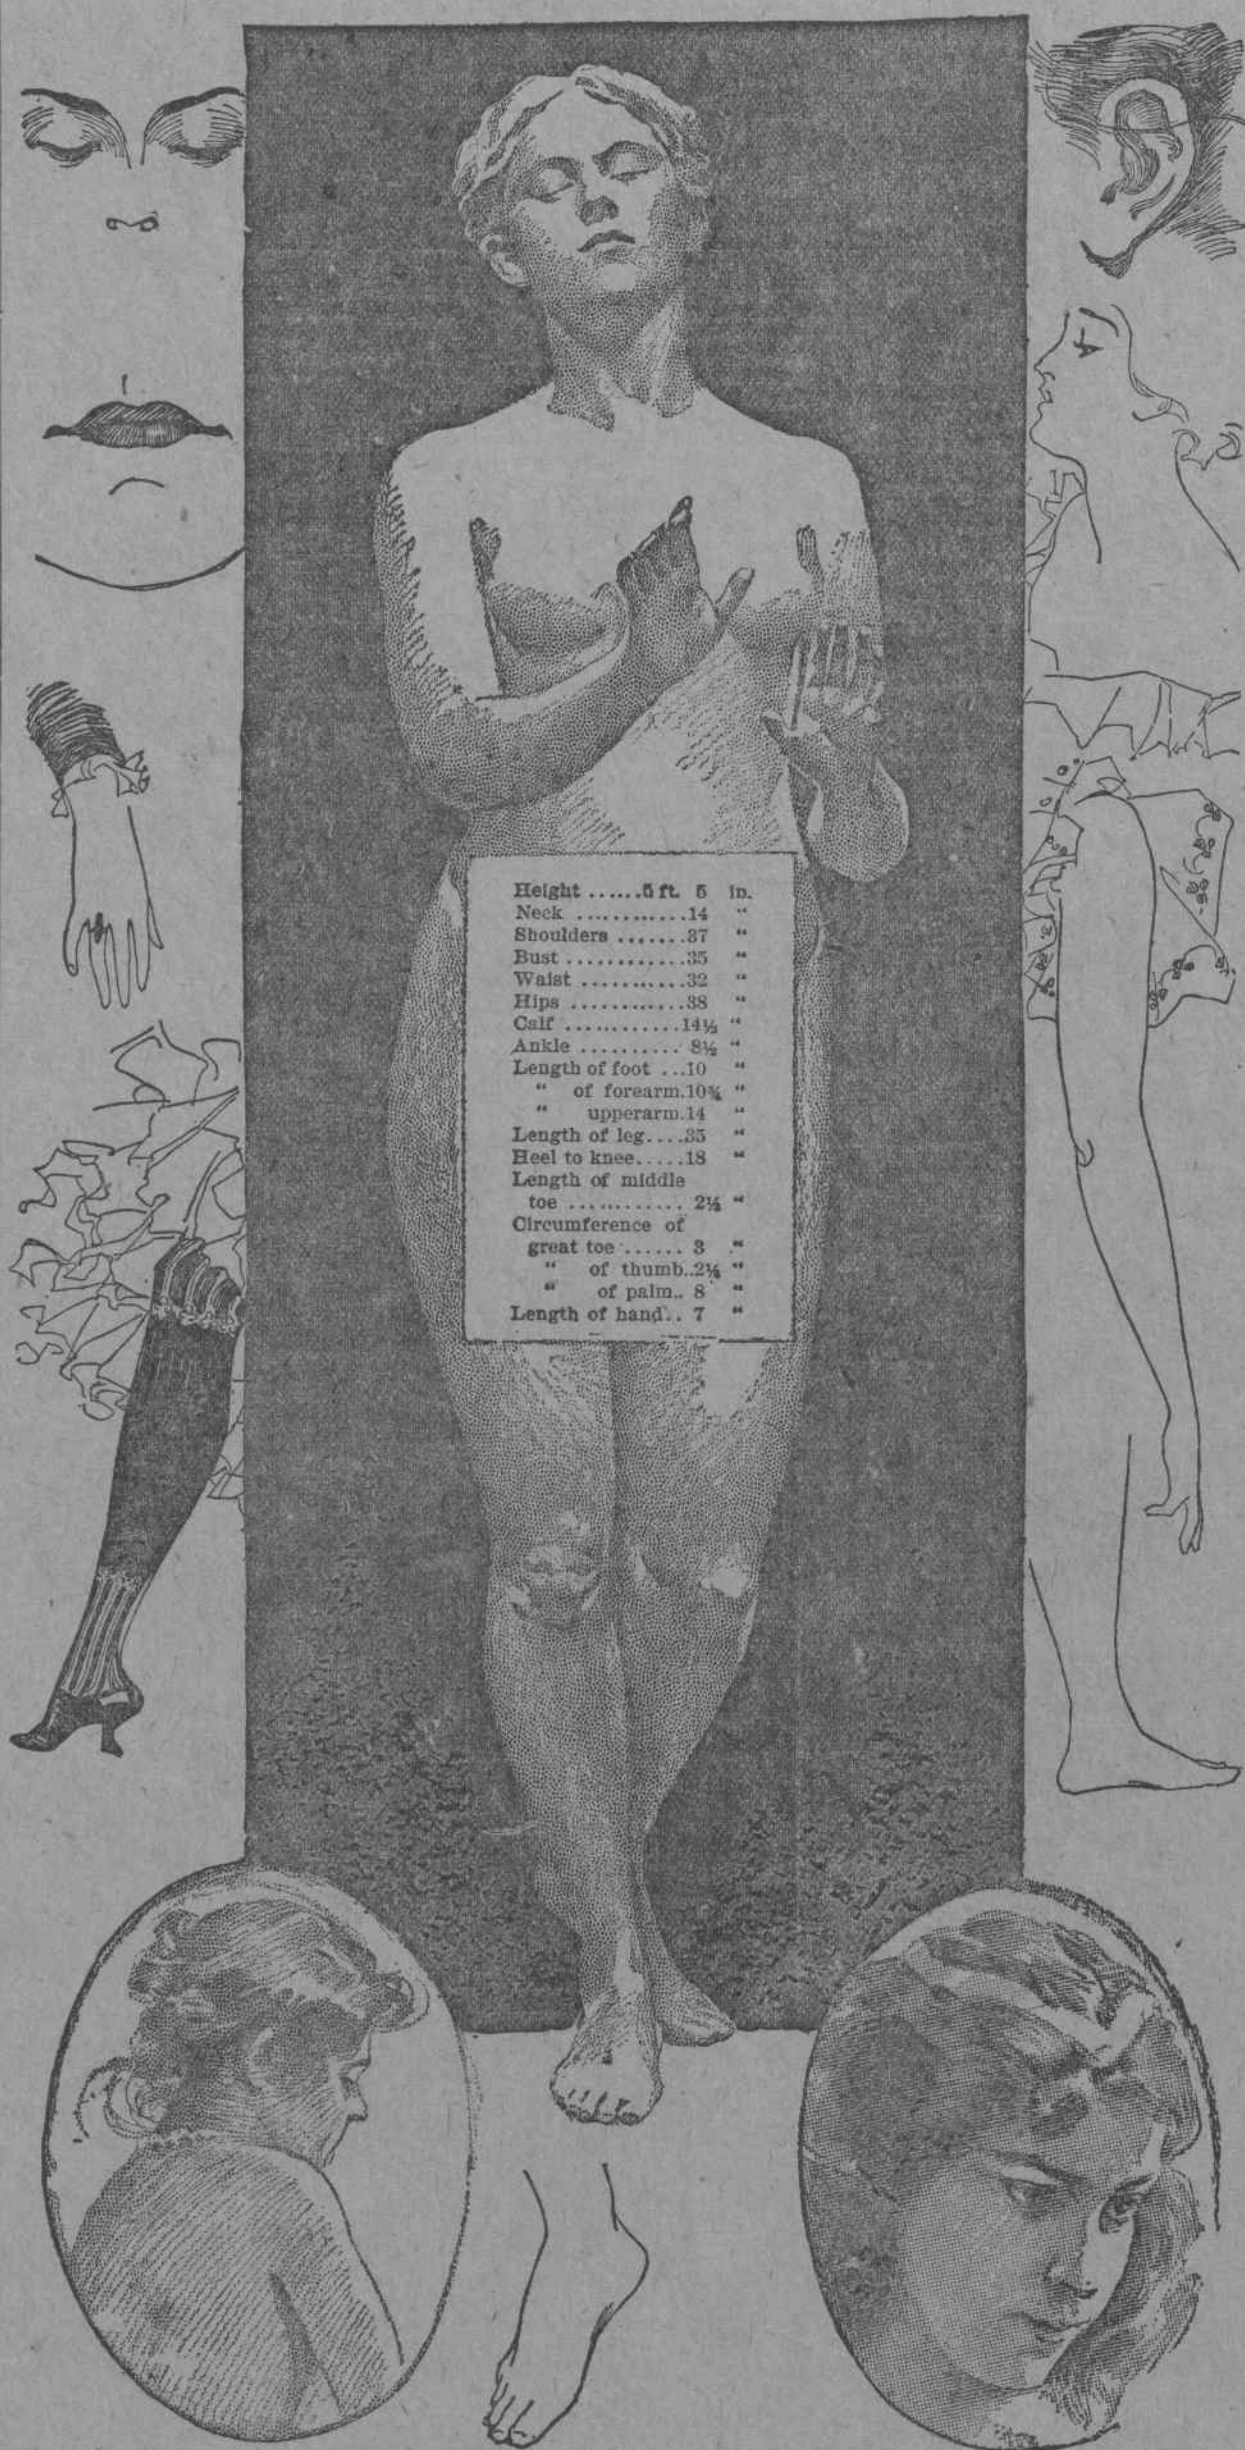 Height ......5 ft. 5 in.
Neck ............14 "
Shoulders .......37 "
Bust ............35 "
Waist ...........32 "
Hips ............38 "
Calf ............14½ "
Ankle .......... 8½ "
Length of foot ...10 "
" of forearm.10¾ "
" upperarm.14 "
Length of leg....35 "
Heel to knee.....18 "
Length of middle
toe ............ 2½ "
Circumference of
great toe ...... 3 "
" of thumb..2½ "
" of palm.. 8 "
Length of hand.. 7 "